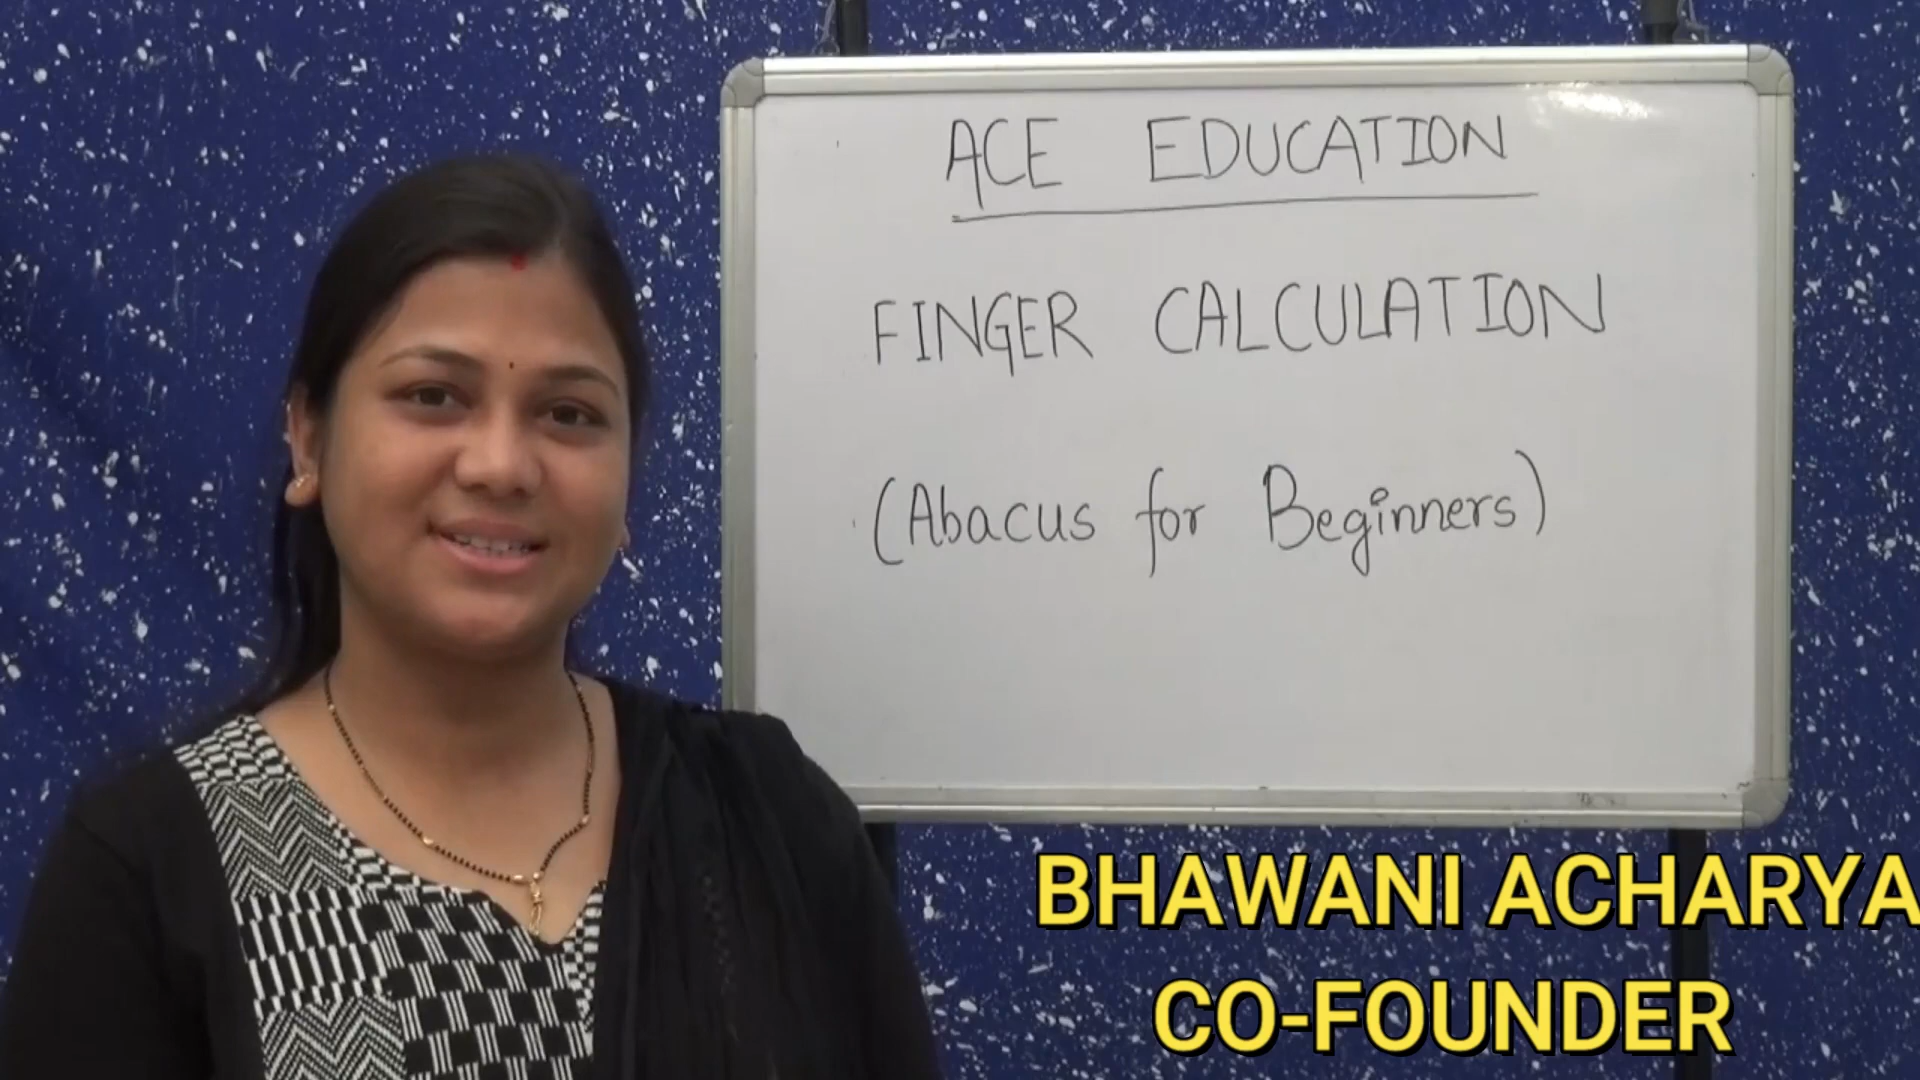 ACE EDUCATION
FINGER CALCULATION
(Abacus for Beginners)
BHAWANI ACHARYA
CO-FOUNDER